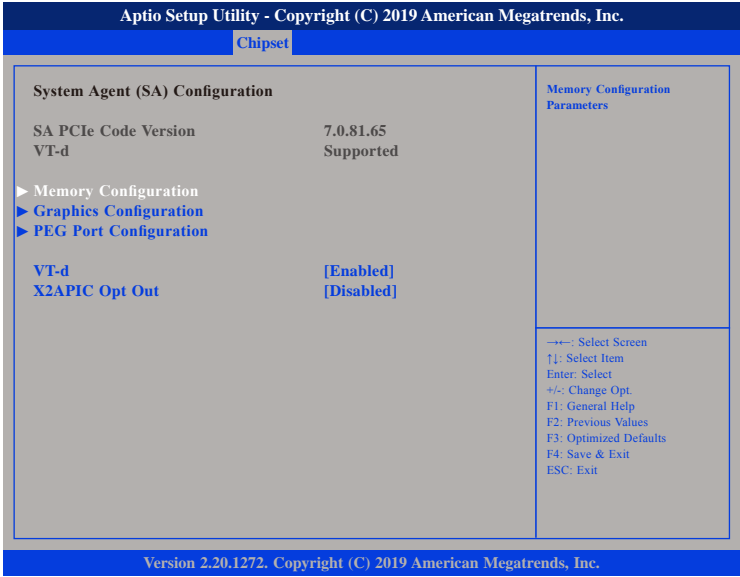 Aptio Setup Utility - Copyright (C) 2019 American Megatrends, Inc.
Chipset
System Agent (SA) Configuration
SA PCIe Code Version 7.0.81.65
VT-d Supported
▶ Memory Configuration
▶ Graphics Configuration
▶ PEG Port Configuration
VT-d [Enabled]
X2APIC Opt Out [Disabled]
Memory Configuration
Parameters
→←: Select Screen
↑↓: Select Item
Enter: Select
+/-: Change Opt.
F1: General Help
F2: Previous Values
F3: Optimized Defaults
F4: Save & Exit
ESC: Exit
Version 2.20.1272. Copyright (C) 2019 American Megatrends, Inc.